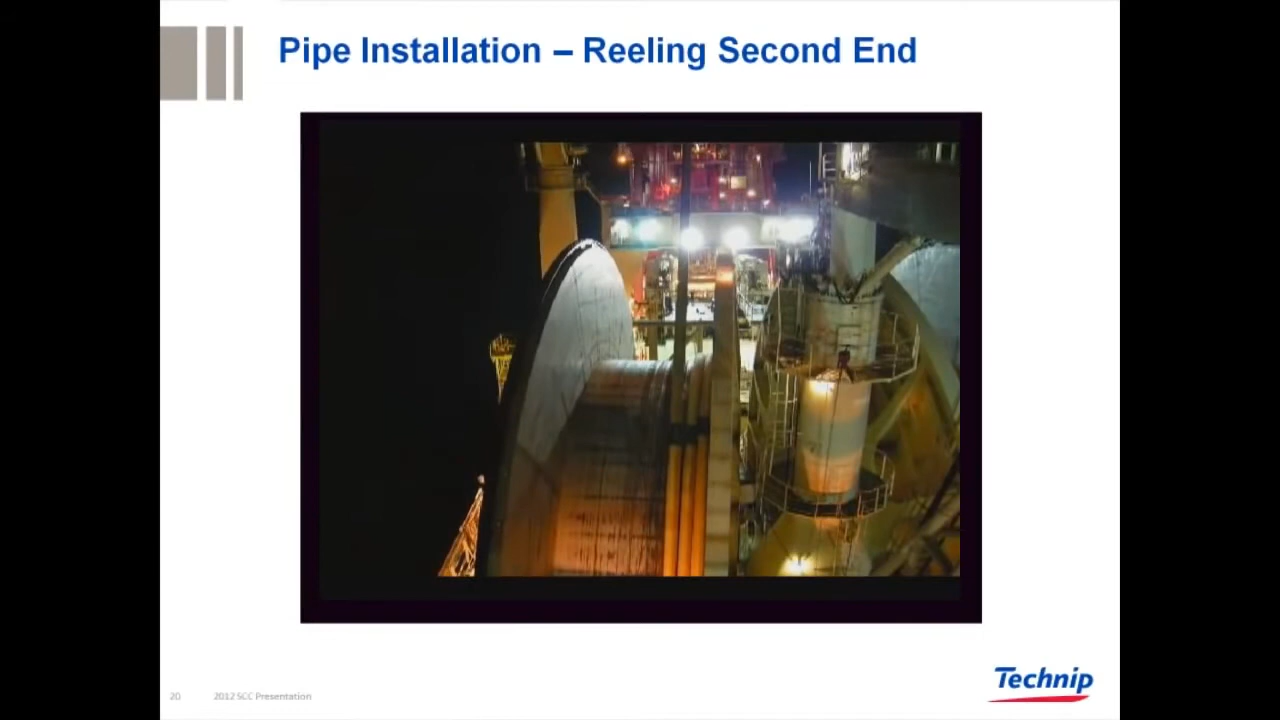 Pipe Installation – Reeling Second End
20
2012 SCC Presentation
Technip